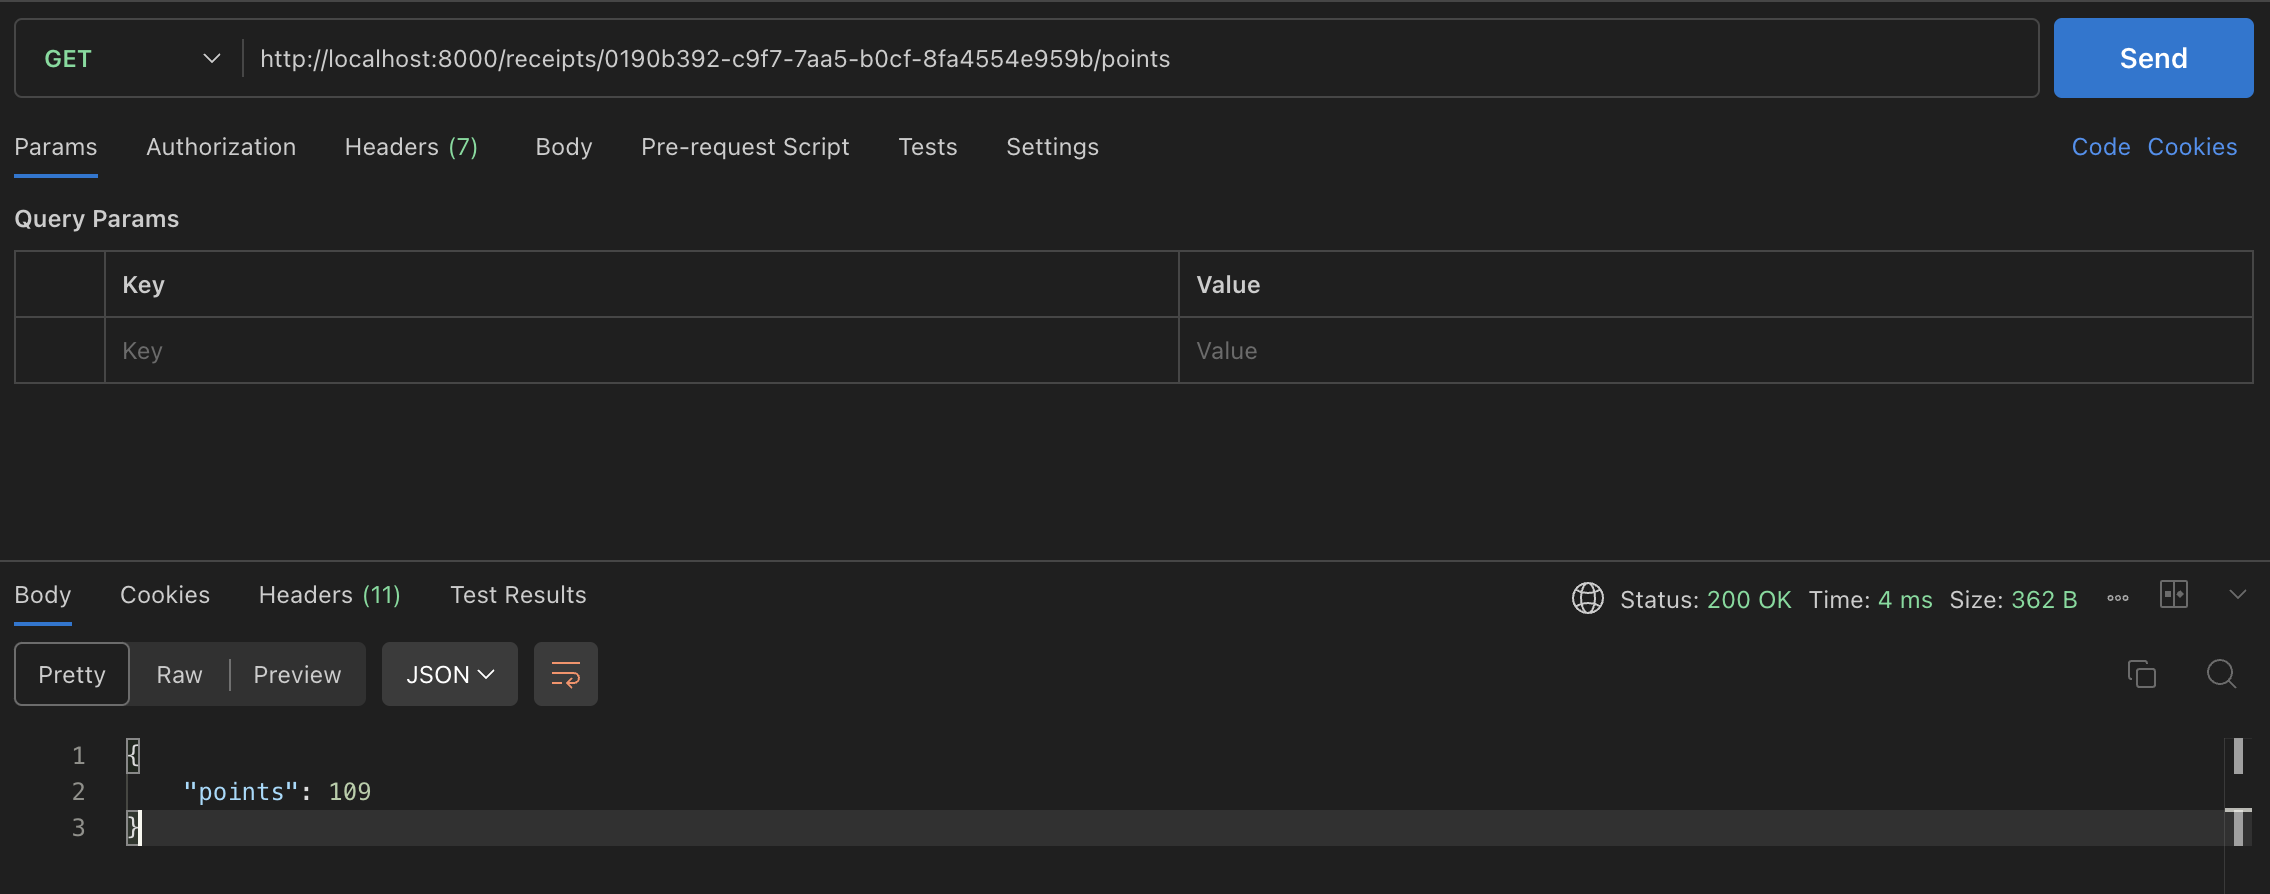 GET http://localhost:8000/receipts/0190b392-c9f7-7aa5-b0cf-8fa4554e959b/points Send
Params Authorization Headers (7) Body Pre-request Script Tests Settings Code Cookies
Query Params
Key Value
Key Value
Body Cookies Headers (11) Test Results Status: 200 OK Time: 4 ms Size: 362 B
Pretty Raw Preview JSON
1 {
2 "points": 109
3 }